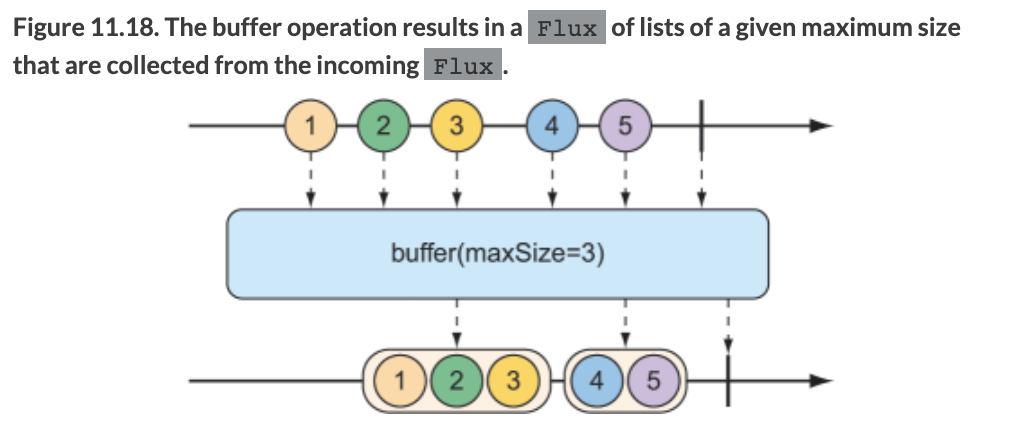 Figure 11.18. The buffer operation results in a Flux of lists of a given maximum size
that are collected from the incoming Flux.
1 2 3 4 5
buffer(maxSize=3)
1 2 3 4 5